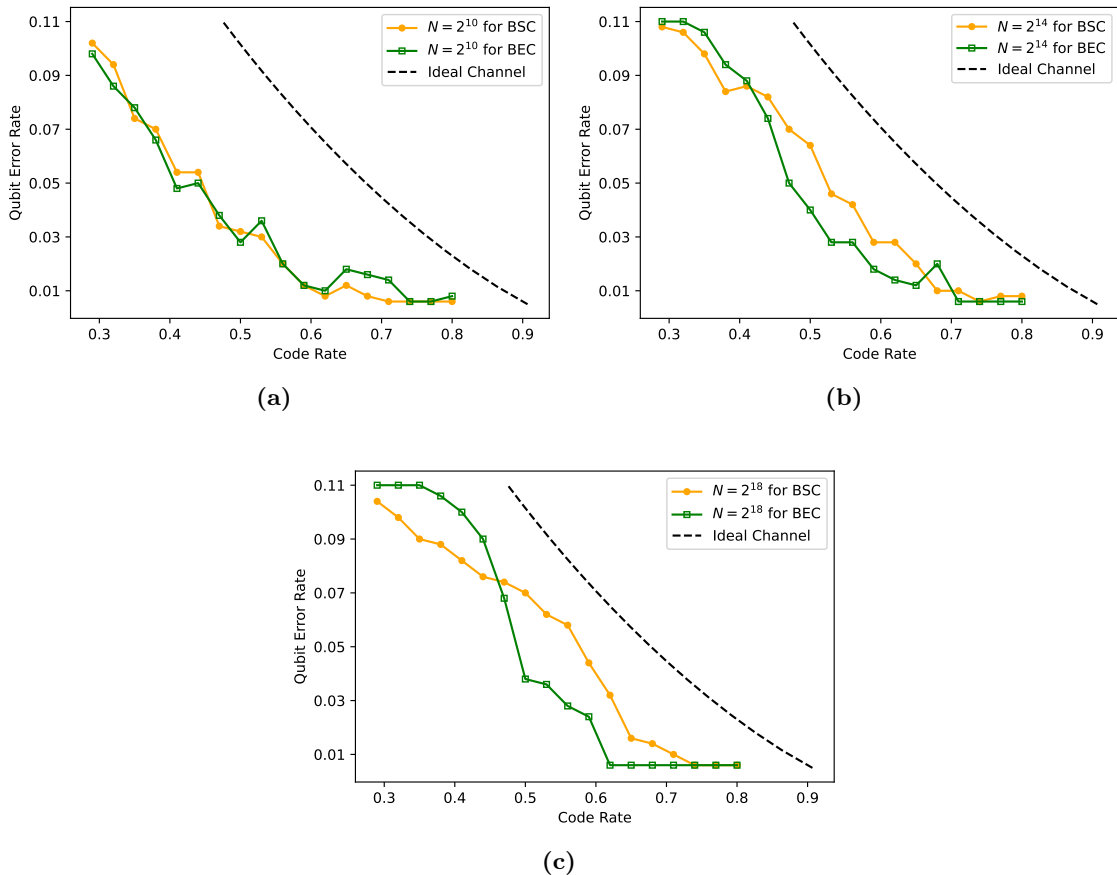 0.11
0.09
0.07
0.05
0.03
0.01
Qubit Error Rate
0.3 0.4 0.5 0.6 0.7 0.8 0.9
Code Rate
N = 2^10 for BSC
N = 2^10 for BEC
Ideal Channel
(a)
0.11
0.09
0.07
0.05
0.03
0.01
Qubit Error Rate
0.3 0.4 0.5 0.6 0.7 0.8 0.9
Code Rate
N = 2^14 for BSC
N = 2^14 for BEC
Ideal Channel
(b)
0.11
0.09
0.07
0.05
0.03
0.01
Qubit Error Rate
0.3 0.4 0.5 0.6 0.7 0.8 0.9
Code Rate
N = 2^18 for BSC
N = 2^18 for BEC
Ideal Channel
(c)